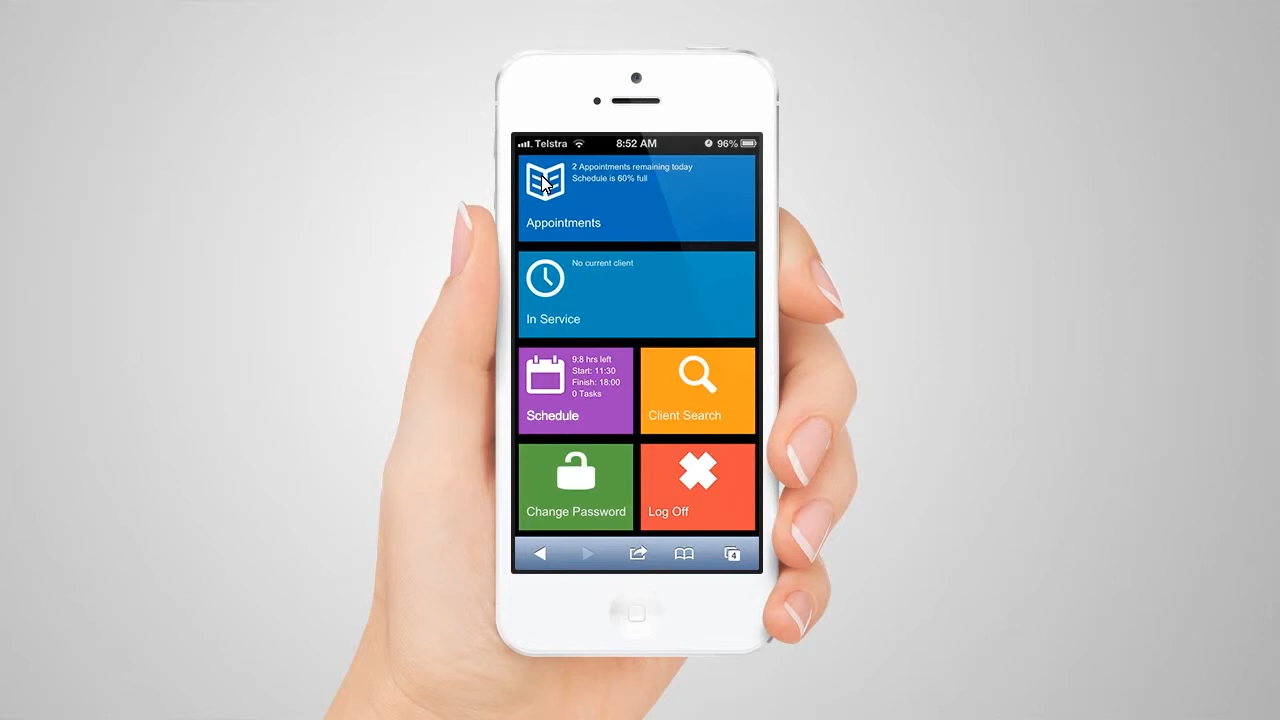 Telstra 8:52 AM 96%
2 Appointments remaining today
Schedule is 60% full
Appointments
No current client
In Service
9:8 hrs left
Start: 11:30
Finish: 18:00
0 Tasks
Schedule
Client Search
Change Password
Log Off
4